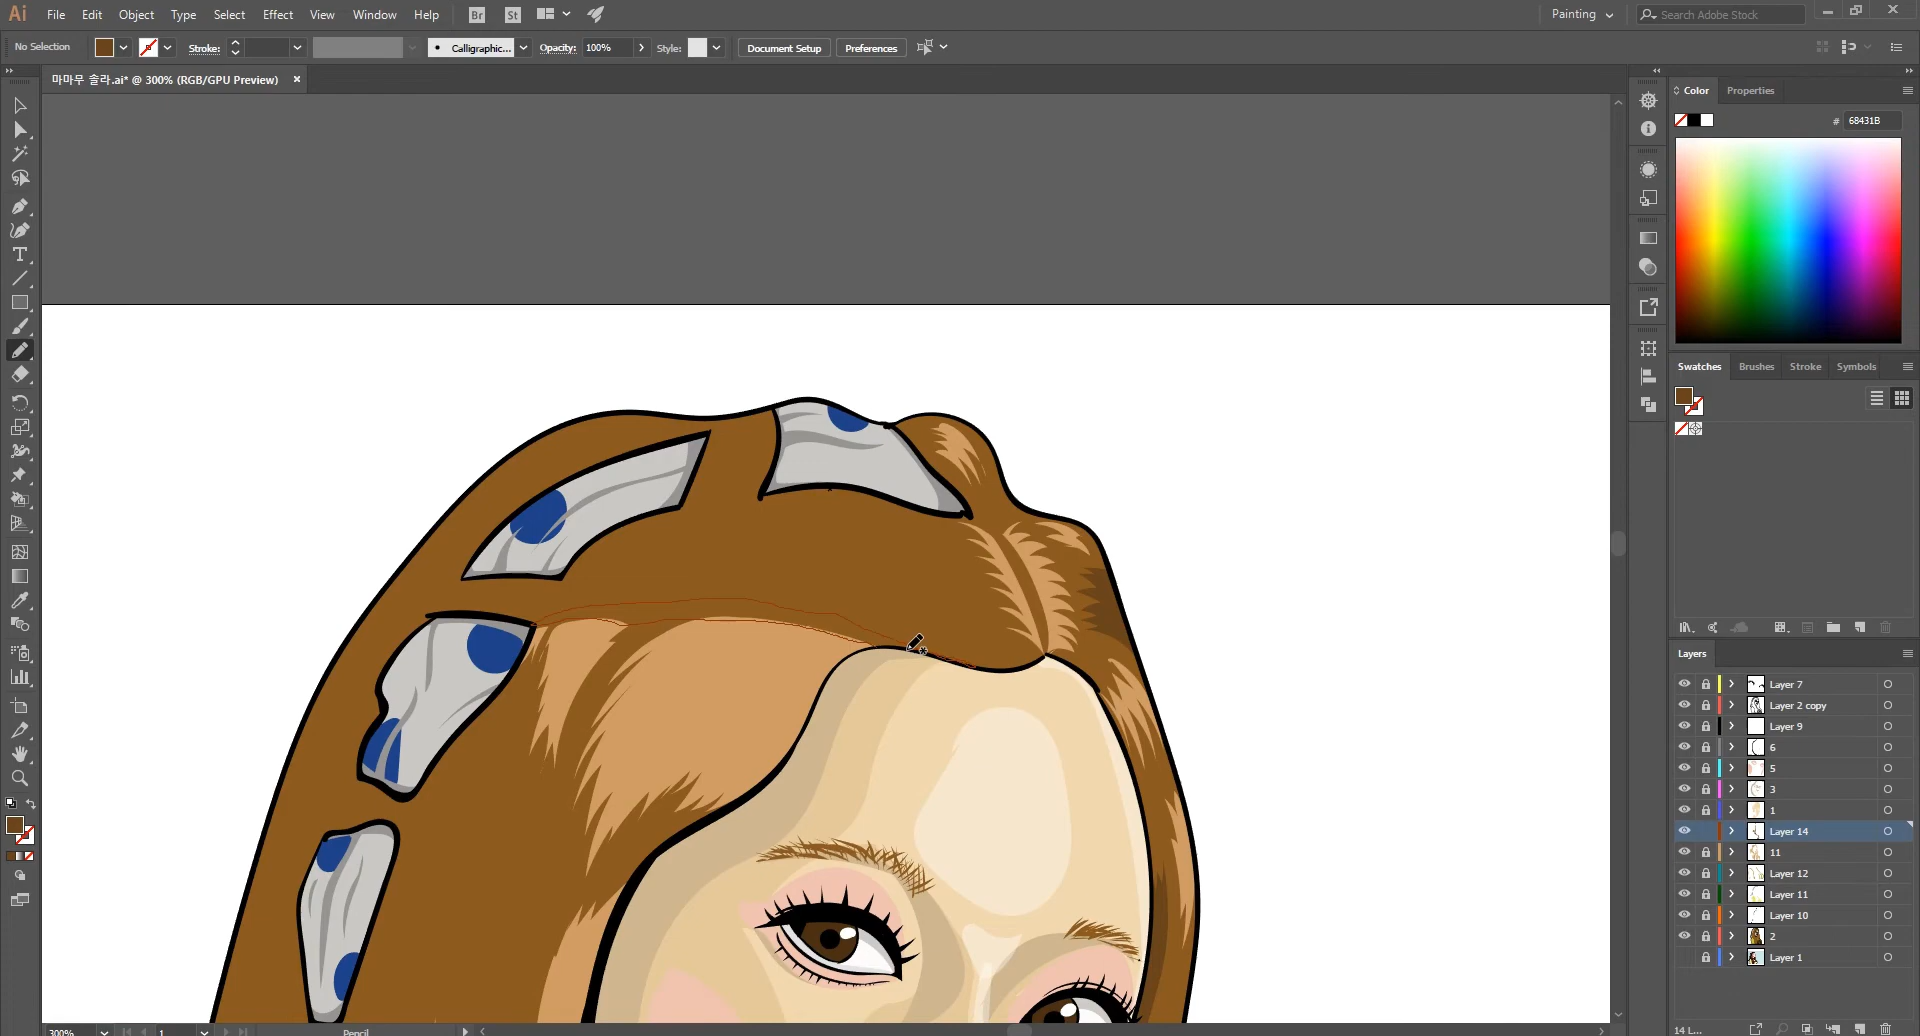 Ai File Edit Object Type Select Effect View Window Help Br St Painting Search Adobe Stock
No Selection Stroke: Calligraphic... Opacity: 100% Style: Document Setup Preferences
마마무 솔라.ai* @ 300% (RGB/GPU Preview) ×
Color Properties
# 68431B
Swatches Brushes Stroke Symbols
Layers
Layer 7
Layer 2 copy
Layer 9
6
5
3
1
Layer 14
11
Layer 12
Layer 11
Layer 10
2
Layer 1
300% 1 Pencil 14 L...